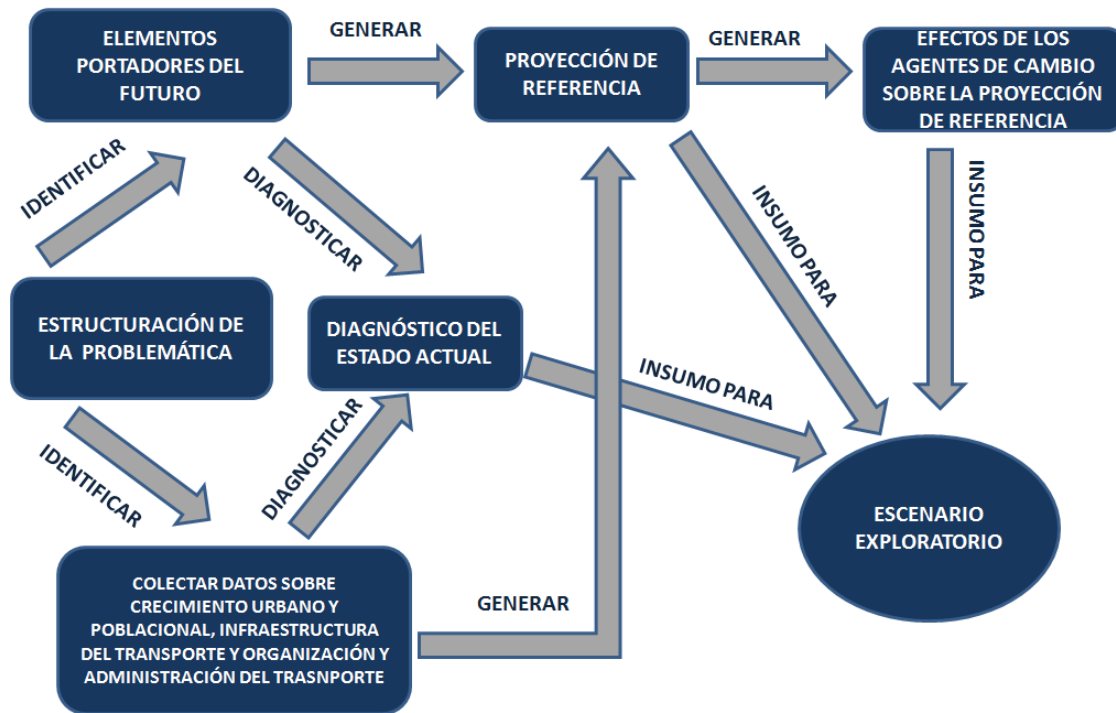 ELEMENTOS
PORTADORES DEL
FUTURO
GENERAR
PROYECCIÓN DE
REFERENCIA
GENERAR
EFECTOS DE LOS
AGENTES DE CAMBIO
SOBRE LA PROYECCIÓN
DE REFERENCIA
IDENTIFICAR
DIAGNOSTICAR
INSUMO PARA
INSUMO PARA
ESTRUCTURACIÓN DE
LA PROBLEMÁTICA
DIAGNÓSTICO DEL
ESTADO ACTUAL
INSUMO PARA
IDENTIFICAR
DIAGNOSTICAR
ESCENARIO
EXPLORATORIO
COLECTAR DATOS SOBRE
CRECIMIENTO URBANO Y
POBLACIONAL, INFRAESTRUCTURA
DEL TRANSPORTE Y ORGANIZACIÓN Y
ADMINISTRACIÓN DEL TRASNPORTE
GENERAR